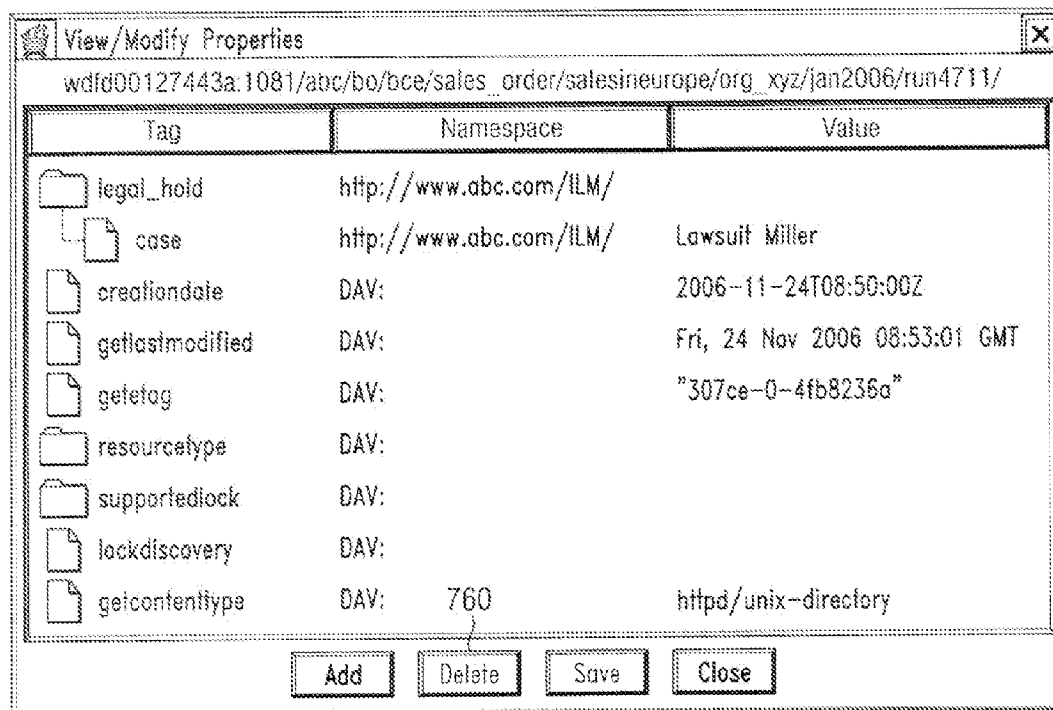 View/Modify Properties
wdfd00127443a:1081/abc/bo/bce/sales_order/salesineurope/org_xyz/jan2006/run4711/
Tag Namespace Value
legal_hold http://www.abc.com/ILM/
case http://www.abc.com/ILM/ Lawsuit Miller
creationdate DAV: 2006-11-24T08:50:00Z
getlastmodified DAV: Fri, 24 Nov 2006 08:53:01 GMT
getetag DAV: "307ce-0-4fb8236a"
resourcetype DAV:
supportedlock DAV:
lockdiscovery DAV:
getcontenttype DAV: 760 httpd/unix-directory
Add Delete Save Close